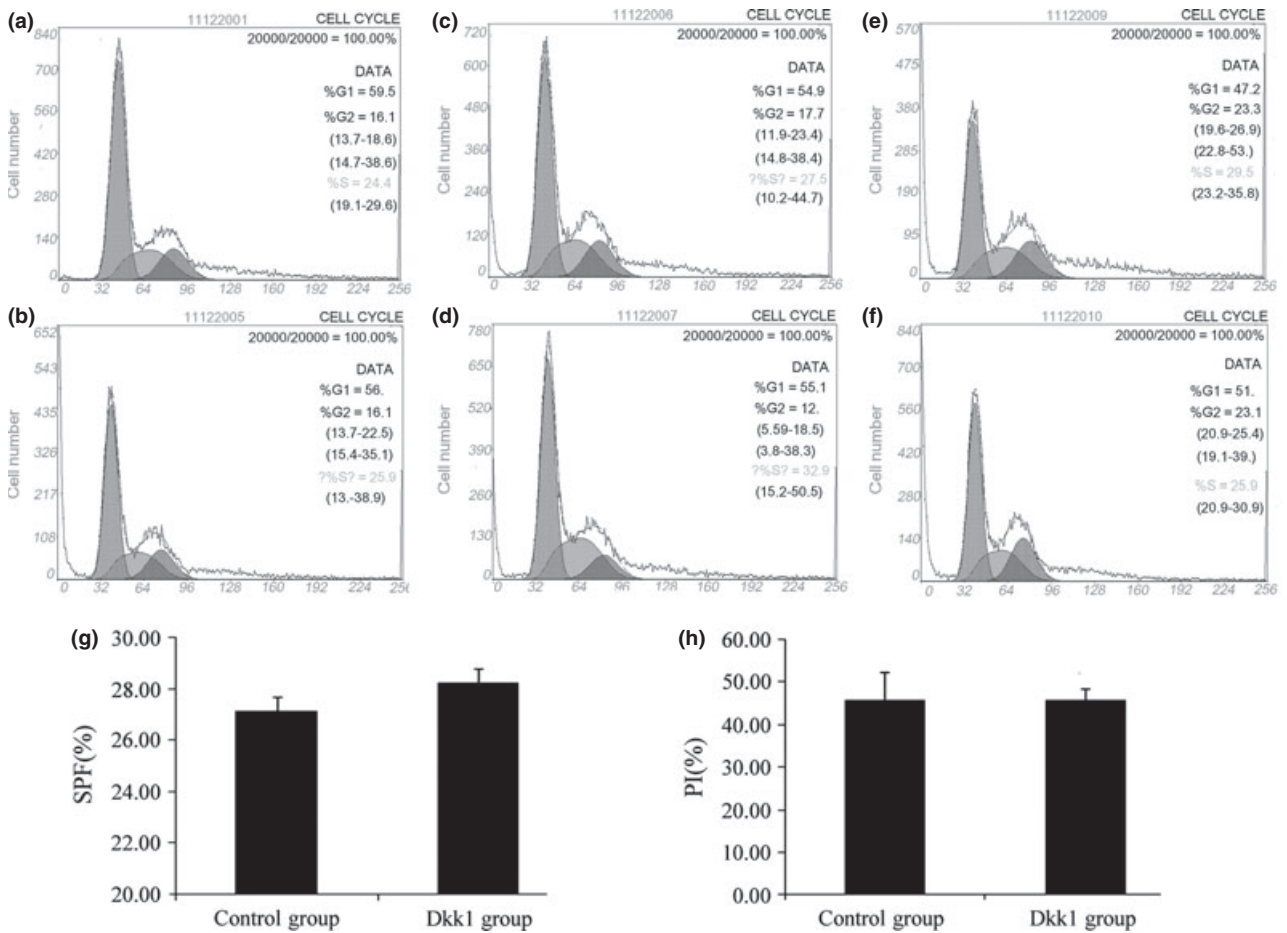 (a)
11122001 CELL CYCLE
20000/20000 = 100.00%
DATA
%G1 = 59.5
%G2 = 16.1
(13.7-18.6)
(14.7-38.6)
%S = 24.4
(19.1-29.6)
Cell number
840
700
560
420
280
140
0
0 32 64 96 128 160 192 224 256
(c)
11122006 CELL CYCLE
20000/20000 = 100.00%
DATA
%G1 = 54.9
%G2 = 17.7
(11.9-23.4)
(14.8-38.4)
?%S? = 27.5
(10.2-44.7)
Cell number
720
600
480
360
240
120
0
0 32 64 96 128 160 192 224 256
(e)
11122009 CELL CYCLE
20000/20000 = 100.00%
DATA
%G1 = 47.2
%G2 = 23.3
(19.6-26.9)
(22.8-53.)
%S = 29.5
(23.2-35.8)
Cell number
570
475
380
285
190
95
0
0 32 64 96 128 160 192 224 256
(b)
11122005 CELL CYCLE
20000/20000 = 100.00%
DATA
%G1 = 56.
%G2 = 16.1
(13.7-22.5)
(15.4-35.1)
?%S? = 25.9
(13.-38.9)
Cell number
652
543
435
326
217
108
0
0 32 64 96 128 160 192 224 256
(d)
11122007 CELL CYCLE
20000/20000 = 100.00%
DATA
%G1 = 55.1
%G2 = 12.
(5.59-18.5)
(3.8-38.3)
?%S? = 32.9
(15.2-50.5)
Cell number
780
650
520
390
260
130
0
0 32 64 96 128 160 192 224 256
(f)
11122010 CELL CYCLE
20000/20000 = 100.00%
DATA
%G1 = 51.
%G2 = 23.1
(20.9-25.4)
(19.1-39.)
%S = 25.9
(20.9-30.9)
Cell number
840
700
560
420
280
140
0
0 32 64 96 128 160 192 224 256
(g)
SPF(%)
30.00
28.00
26.00
24.00
22.00
20.00
Control group Dkk1 group
(h)
PI(%)
60.00
50.00
40.00
30.00
20.00
10.00
0.00
Control group Dkk1 group